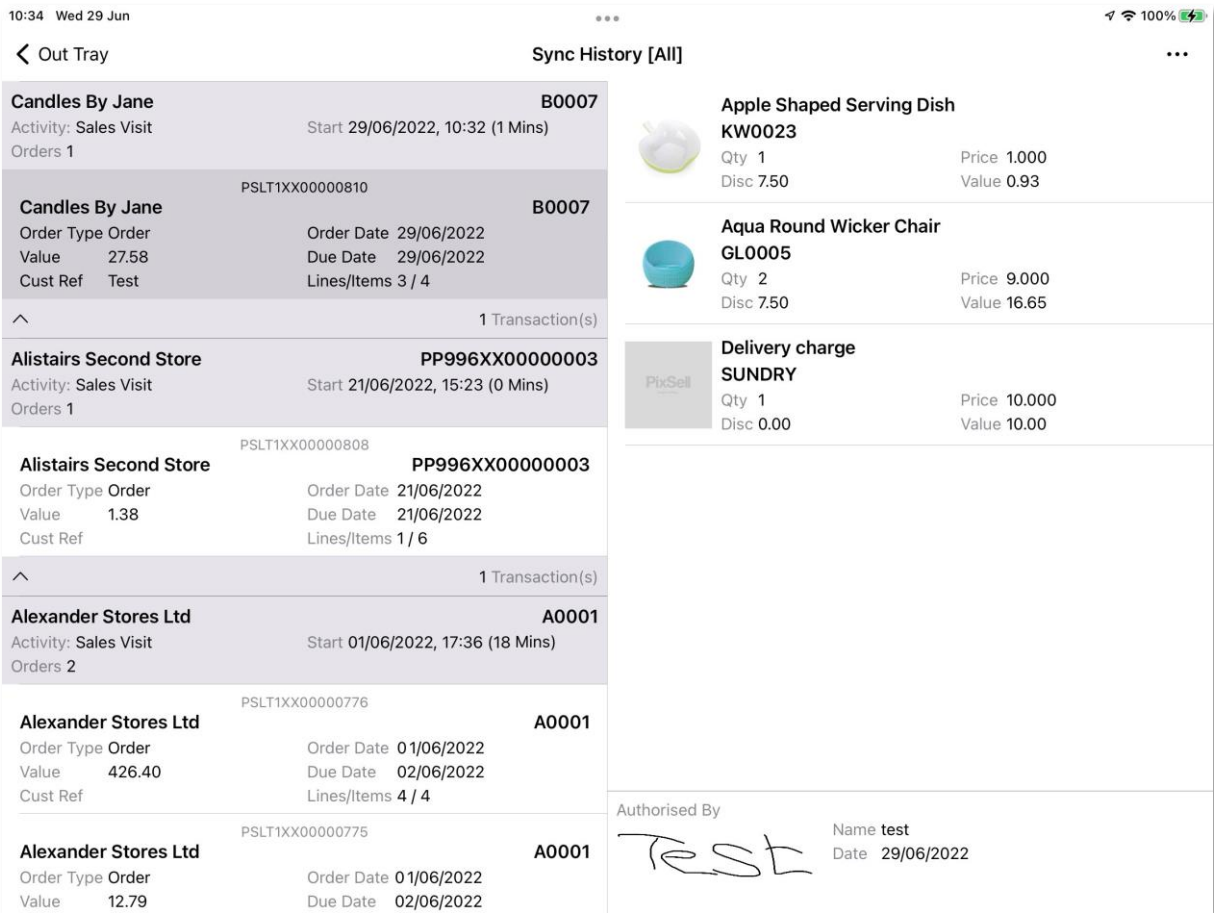 10:34 Wed 29 Jun
100%
Out Tray
Sync History [All]
Candles By Jane B0007
Activity: Sales Visit Start 29/06/2022, 10:32 (1 Mins)
Orders 1
PSLT1XX00000810
Candles By Jane B0007
Order Type Order Order Date 29/06/2022
Value 27.58 Due Date 29/06/2022
Cust Ref Test Lines/Items 3 / 4
1 Transaction(s)
Alistairs Second Store PP996XX00000003
Activity: Sales Visit Start 21/06/2022, 15:23 (0 Mins)
Orders 1
PSLT1XX00000808
Alistairs Second Store PP996XX00000003
Order Type Order Order Date 21/06/2022
Value 1.38 Due Date 21/06/2022
Cust Ref Lines/Items 1 / 6
1 Transaction(s)
Alexander Stores Ltd A0001
Activity: Sales Visit Start 01/06/2022, 17:36 (18 Mins)
Orders 2
PSLT1XX00000776
Alexander Stores Ltd A0001
Order Type Order Order Date 01/06/2022
Value 426.40 Due Date 02/06/2022
Cust Ref Lines/Items 4 / 4
PSLT1XX00000775
Alexander Stores Ltd A0001
Order Type Order Order Date 01/06/2022
Value 12.79 Due Date 02/06/2022
Apple Shaped Serving Dish
KW0023
Qty 1 Price 1.000
Disc 7.50 Value 0.93
Aqua Round Wicker Chair
GL0005
Qty 2 Price 9.000
Disc 7.50 Value 16.65
PixSell
Delivery charge
SUNDRY
Qty 1 Price 10.000
Disc 0.00 Value 10.00
Authorised By
Test
Name test
Date 29/06/2022